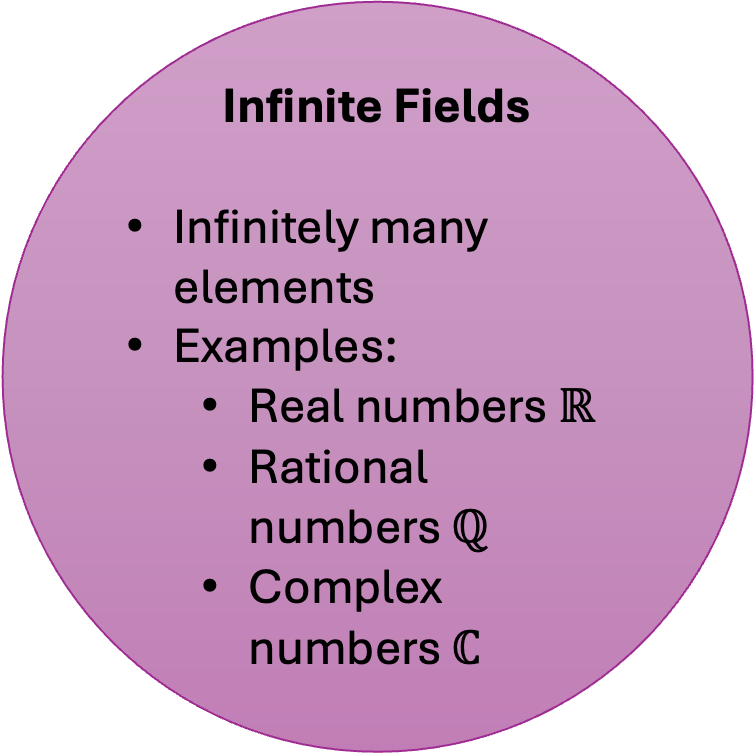 Infinite Fields
• Infinitely many
elements
• Examples:
• Real numbers ℝ
• Rational
numbers ℚ
• Complex
numbers ℂ